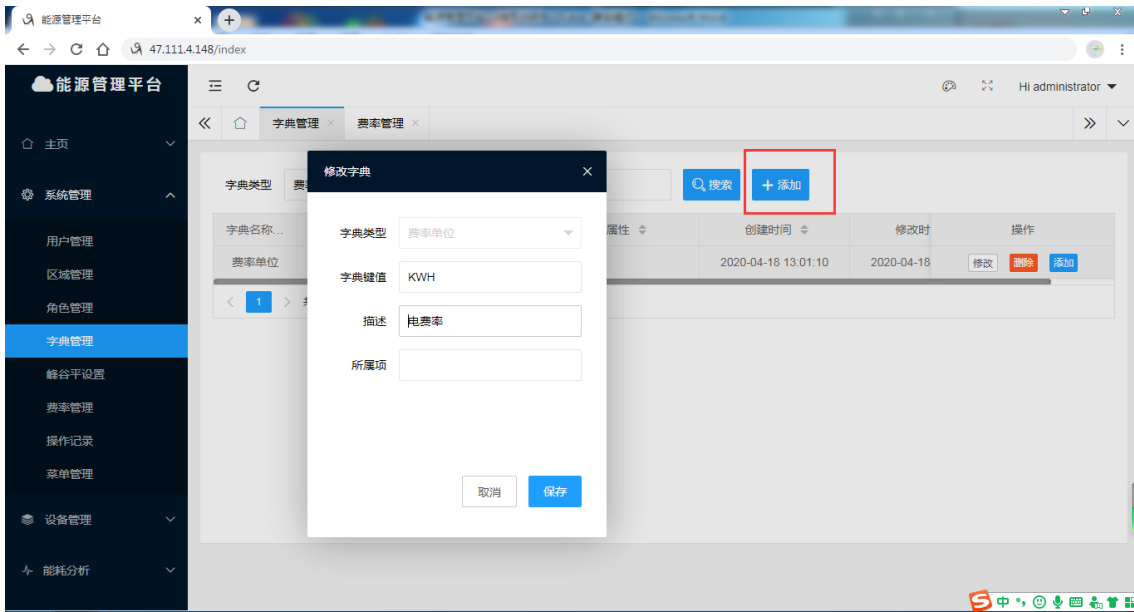 能源管理平台
47.111.4.148/index
能源管理平台
Hi administrator
字典管理
费率管理
主页
系统管理
用户管理
区域管理
角色管理
字典管理
峰谷平设置
费率管理
操作记录
菜单管理
设备管理
能耗分析
字典类型
搜索
添加
字典名称...
属性
创建时间
修改时
操作
费率单位
2020-04-18 13:01:10
2020-04-18
修改
删除
添加
1
修改字典
字典类型
费率单位
字典键值
KWH
描述
电费率
所属项
取消
保存
中